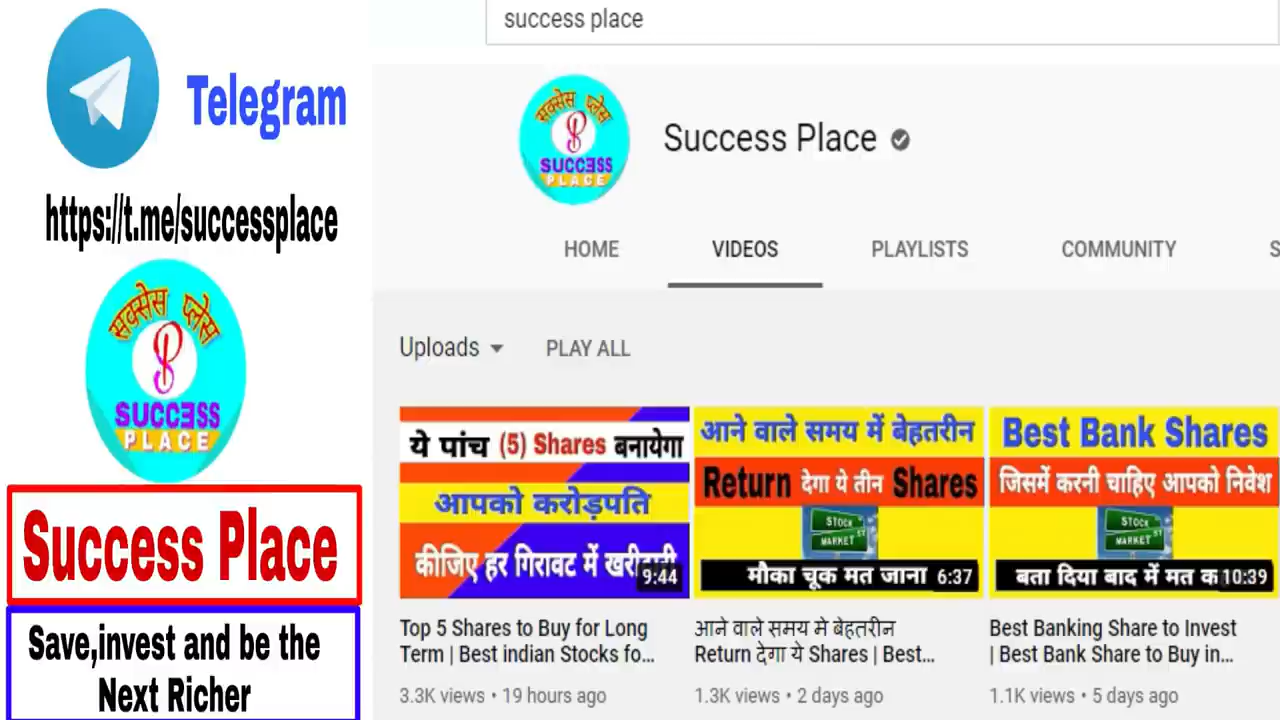 Telegram
https://t.me/successplace
सक्सेस प्लेस
SUCCESS
PLACE
Success Place
Save,invest and be the
Next Richer
success place
सक्सेस प्लेस
SUCCESS
PLACE
Success Place
HOME
VIDEOS
PLAYLISTS
COMMUNITY
S
Uploads
PLAY ALL
ये पांच (5) Shares बनायेगा
आपको करोड़पति
कीजिए हर गिरावट में
9:44
Top 5 Shares to Buy for Long
Term | Best indian Stocks fo...
3.3K views • 19 hours ago
आने वाले समय में बेहतरीन
Return देगा ये तीन Shares
STOCK
MARKET ST
मौका चूक मत जाना
6:37
आने वाले समय मे बेहतरीन
Return देगा ये Shares | Best...
1.3K views • 2 days ago
Best Bank Shares
जिसमें करनी चाहिए आपको निवेश
STOCK
MARKET ST
बता दिया बाद में मत क
10:39
Best Banking Share to Invest
| Best Bank Share to Buy in...
1.1K views • 5 days ago